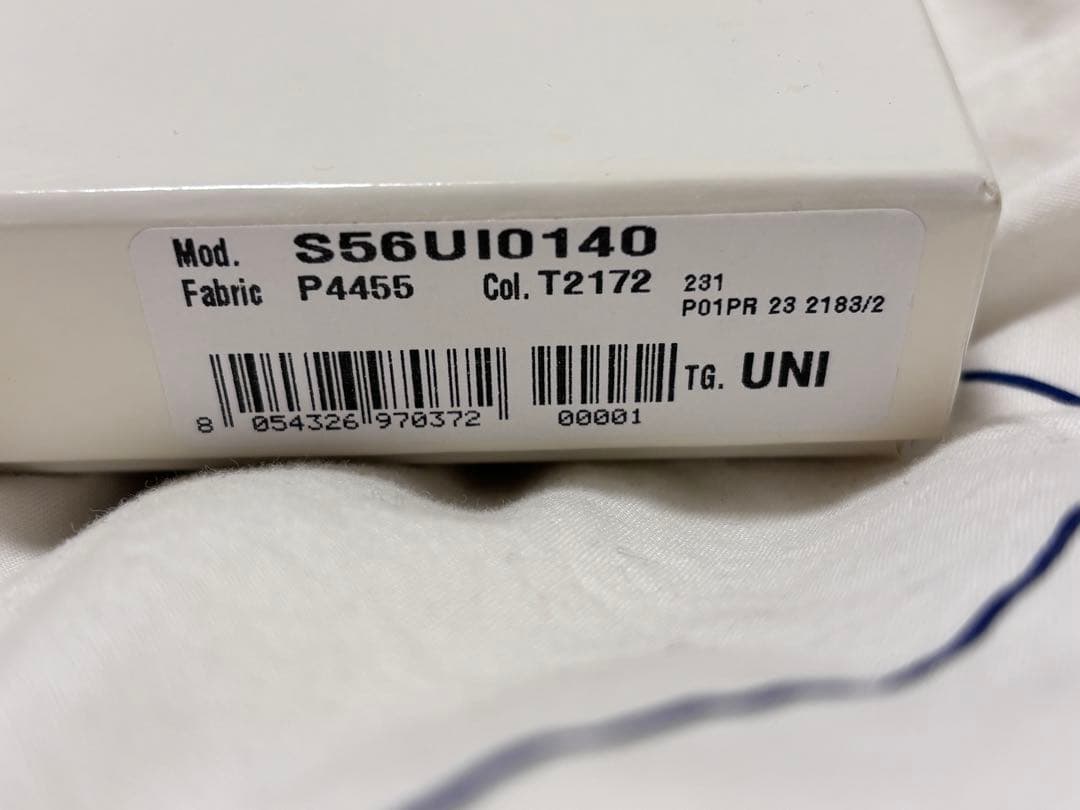 Mod. S56UI0140
Fabric P4455 Col. T2172 231
P01PR 23 2183/2
TG. UNI
8 054326 970372 00001